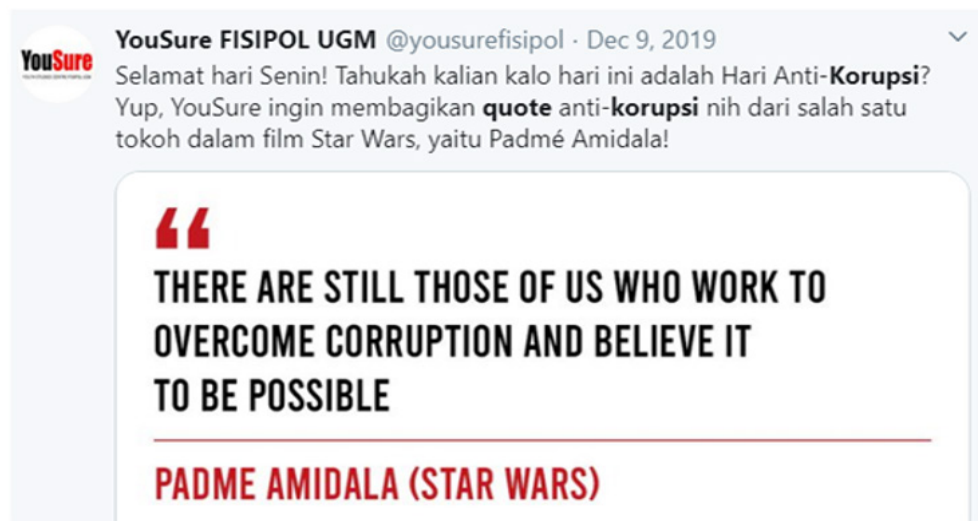 YouSure FISIPOL UGM @yousurefisipol · Dec 9, 2019
YouSure
Selamat hari Senin! Tahukah kalian kalo hari ini adalah Hari Anti-Korupsi?
Yup, YouSure ingin membagikan quote anti-korupsi nih dari salah satu
tokoh dalam film Star Wars, yaitu Padmé Amidala!
THERE ARE STILL THOSE OF US WHO WORK TO
OVERCOME CORRUPTION AND BELIEVE IT
TO BE POSSIBLE
PADME AMIDALA (STAR WARS)